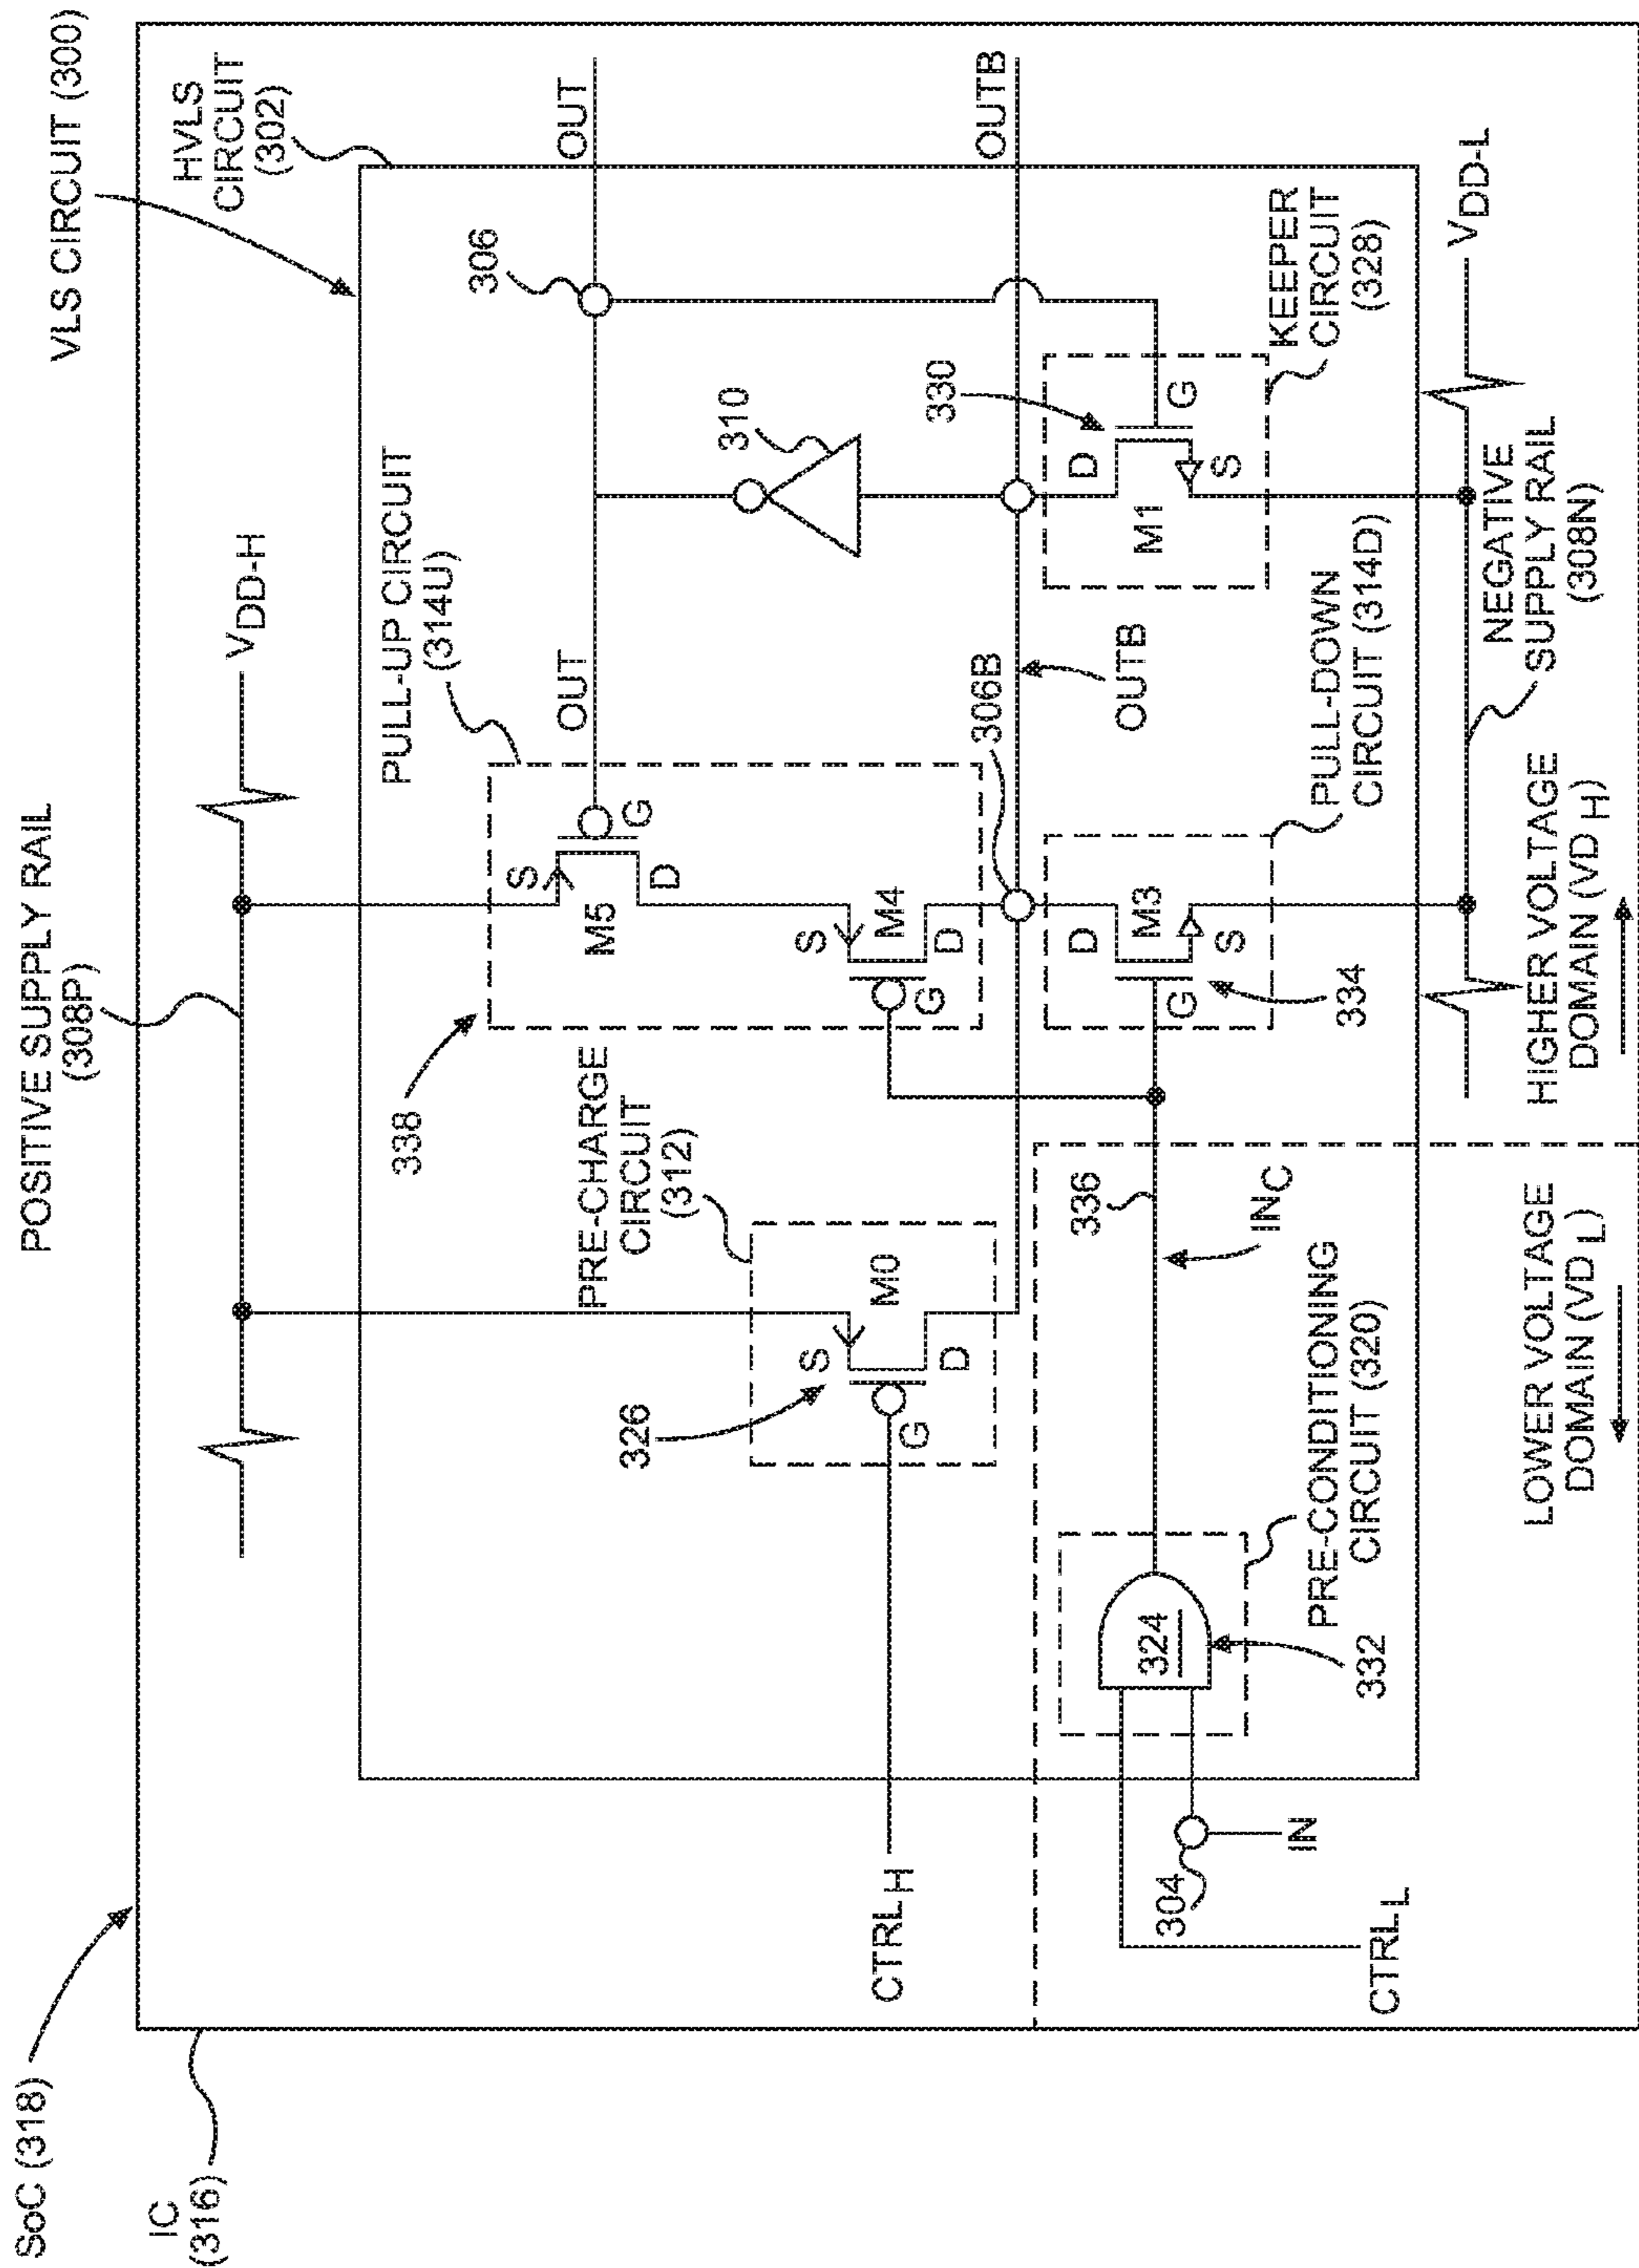 SoC (318)
IC
(316)
POSITIVE SUPPLY RAIL
(308P)
VDD-H
VLS CIRCUIT (300)
HVLS
CIRCUIT
(302)
338
PULL-UP CIRCUIT
(314U)
S
M5
G
D
OUT
306
OUT
PRE-CHARGE
CIRCUIT
(312)
326
S
M0
G
D
S
M4
G
D
310
CTRLH
306B
OUTB
OUTB
330
D
G
M1
S
KEEPER
CIRCUIT
(328)
D
M3
G
S
334
PULL-DOWN
CIRCUIT (314D)
336
INC
324
332
PRE-CONDITIONING
CIRCUIT (320)
304
IN
CTRLL
VDD-L
NEGATIVE
SUPPLY RAIL
(308N)
LOWER VOLTAGE
DOMAIN (VD L)
HIGHER VOLTAGE
DOMAIN (VD H)